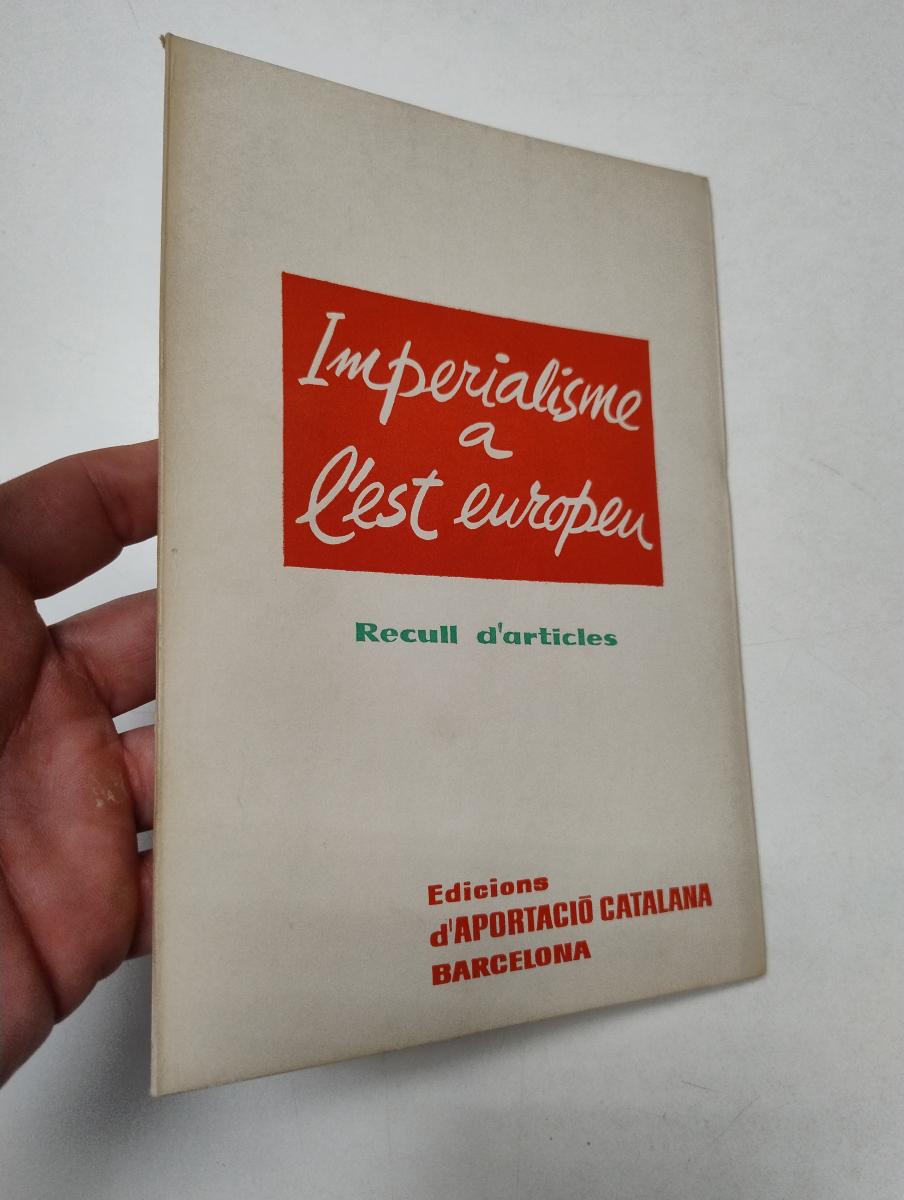 Imperialisme
a
l'est europeu
Recull d'articles
Edicions
d'APORTACIÓ CATALANA
BARCELONA